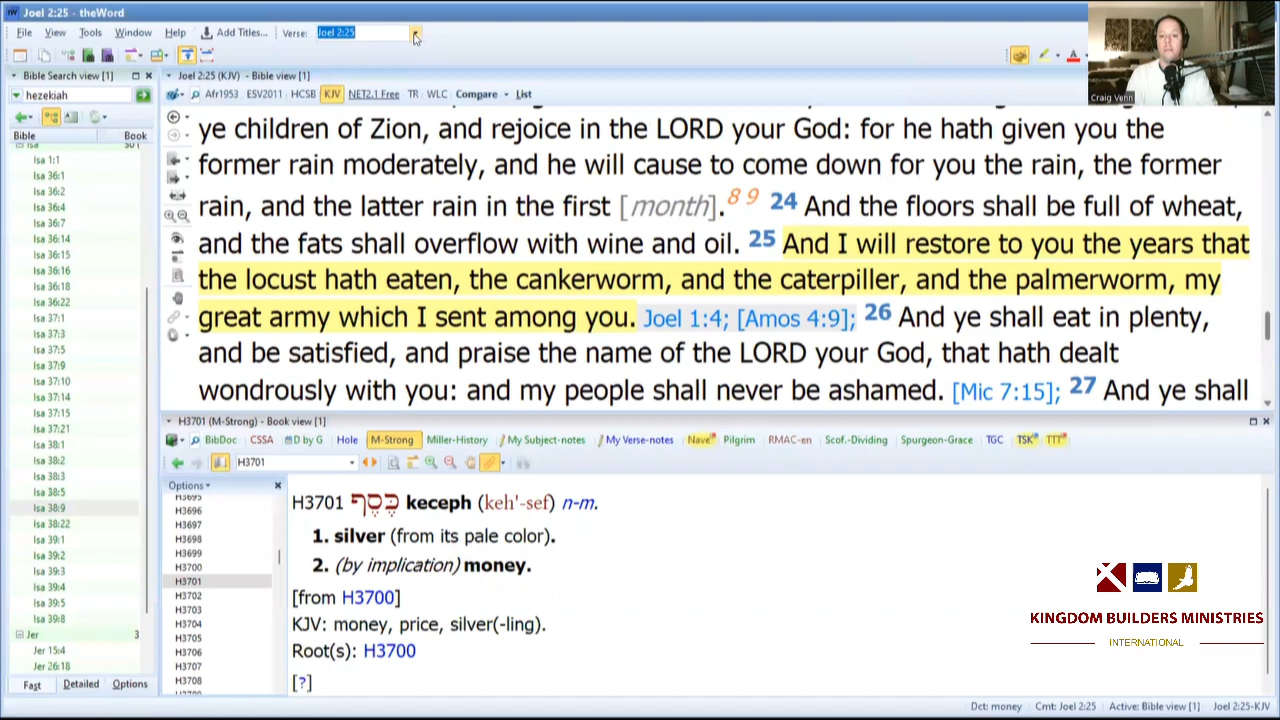 Joel 2:25 - theWord
File View Tools Window Help Add Titles... Verse: Joel 2:25
Bible Search view [1]
hezekiah
Bible Book
Isa 30
Isa 1:1
Isa 36:1
Isa 36:2
Isa 36:4
Isa 36:7
Isa 36:14
Isa 36:15
Isa 36:16
Isa 36:18
Isa 36:22
Isa 37:1
Isa 37:3
Isa 37:5
Isa 37:9
Isa 37:10
Isa 37:14
Isa 37:15
Isa 37:21
Isa 38:1
Isa 38:2
Isa 38:3
Isa 38:5
Isa 38:9
Isa 38:22
Isa 39:1
Isa 39:2
Isa 39:3
Isa 39:4
Isa 39:5
Isa 39:8
Jer 3
Jer 15:4
Jer 26:18
Fast Detailed Options
Joel 2:25 (KJV) - Bible view [1]
Afr1953 ESV2011 HCSB KJV NET2.1 Free TR WLC Compare List
ye children of Zion, and rejoice in the LORD your God: for he hath given you the
former rain moderately, and he will cause to come down for you the rain, the former
rain, and the latter rain in the first [month]. 8 9 24 And the floors shall be full of wheat,
and the fats shall overflow with wine and oil. 25 And I will restore to you the years that
the locust hath eaten, the cankerworm, and the caterpiller, and the palmerworm, my
great army which I sent among you. Joel 1:4; [Amos 4:9]; 26 And ye shall eat in plenty,
and be satisfied, and praise the name of the LORD your God, that hath dealt
wondrously with you: and my people shall never be ashamed. [Mic 7:15]; 27 And ye shall
H3701 (M-Strong) - Book view [1]
BibDoc CSSA D by G Hole M-Strong Miller-History My Subject-notes My Verse-notes Nave Pilgrim RMAC-en Scof.-Dividing Spurgeon-Grace TGC TSK TTT
H3701
Options
H3695
H3696
H3697
H3698
H3699
H3700
H3701
H3702
H3703
H3704
H3705
H3706
H3707
H3708
H3701 כֶּסֶף keceph (keh'-sef) n-m.
1. silver (from its pale color).
2. (by implication) money.
[from H3700]
KJV: money, price, silver(-ling).
Root(s): H3700
[?]
Craig Venn
KINGDOM BUILDERS MINISTRIES
INTERNATIONAL
Dct: money Cmt: Joel 2:25 Active: Bible view [1] Joel 2:25-KJV